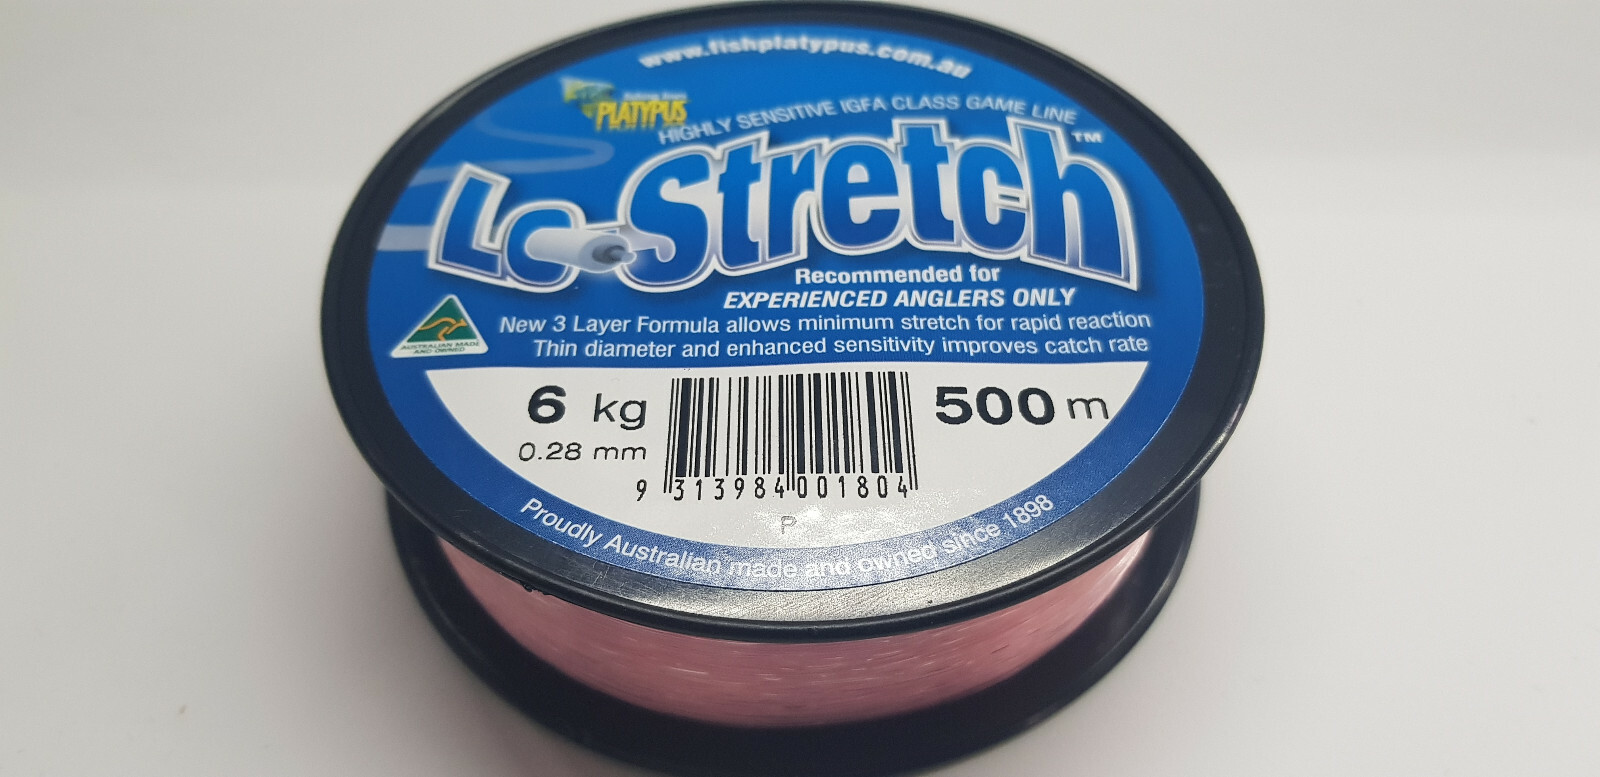 www.fishplatypus.com.au
PLATYPUS
HIGHLY SENSITIVE IGFA CLASS GAME LINE
Lo-Stretch™
Recommended for
EXPERIENCED ANGLERS ONLY
New 3 Layer Formula allows minimum stretch for rapid reaction
Thin diameter and enhanced sensitivity improves catch rate
AUSTRALIAN MADE
AND OWNED
6 kg
0.28 mm
500 m
9 313984 001804
P
Proudly Australian made and owned since 1898